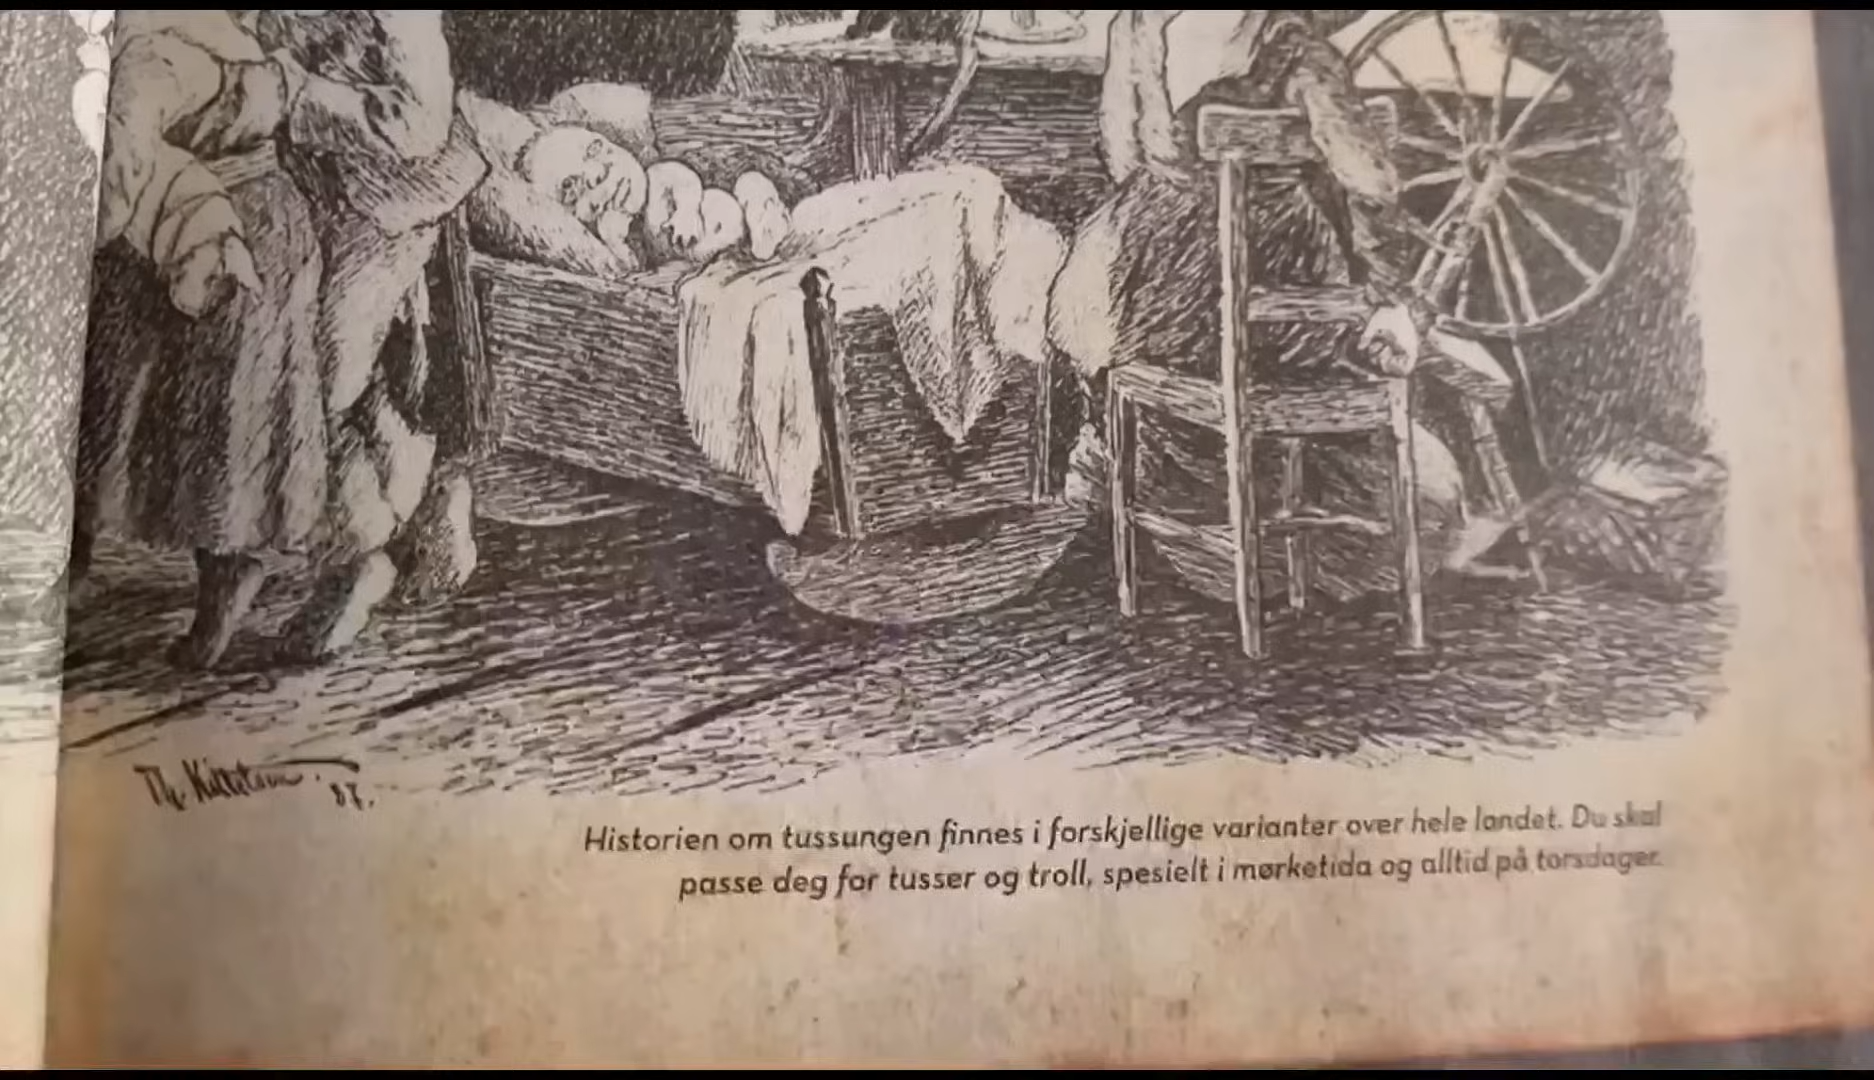 Th. Kittelsen. 87.
Historien om tussungen finnes i forskjellige varianter over hele landet. Du skal
passe deg for tusser og troll, spesielt i mørketida og alltid på torsdager.